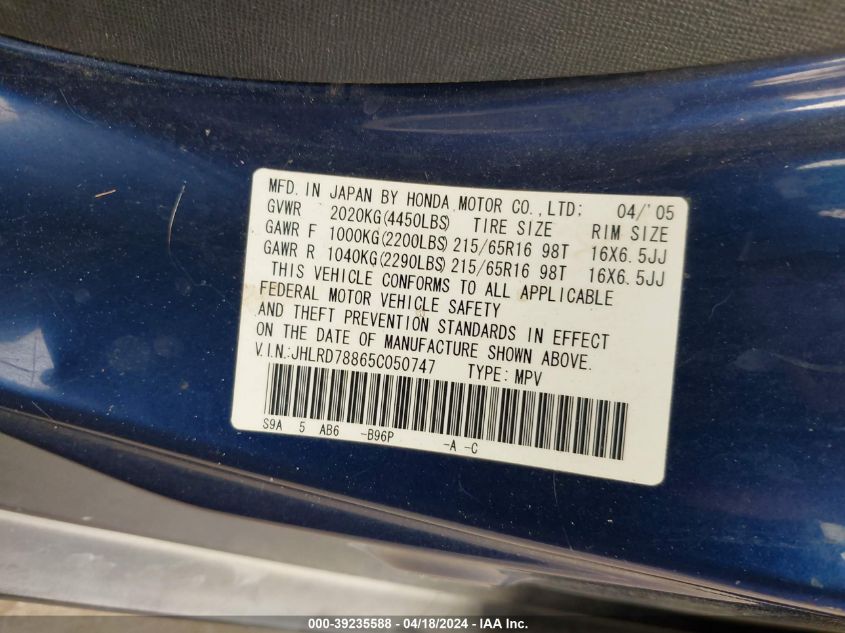 MFD. IN JAPAN BY HONDA MOTOR CO., LTD; 04/'05
GVWR 2020KG(4450LBS) TIRE SIZE RIM SIZE
GAWR F 1000KG(2200LBS) 215/65R16 98T 16X6.5JJ
GAWR R 1040KG(2290LBS) 215/65R16 98T 16X6.5JJ
THIS VEHICLE CONFORMS TO ALL APPLICABLE
FEDERAL MOTOR VEHICLE SAFETY
AND THEFT PREVENTION STANDARDS IN EFFECT
ON THE DATE OF MANUFACTURE SHOWN ABOVE.
V.I.N.:JHLRD78865C050747 TYPE: MPV
S9A 5 AB6 -B96P -A -C
000-39235588 - 04/18/2024 - IAA Inc.